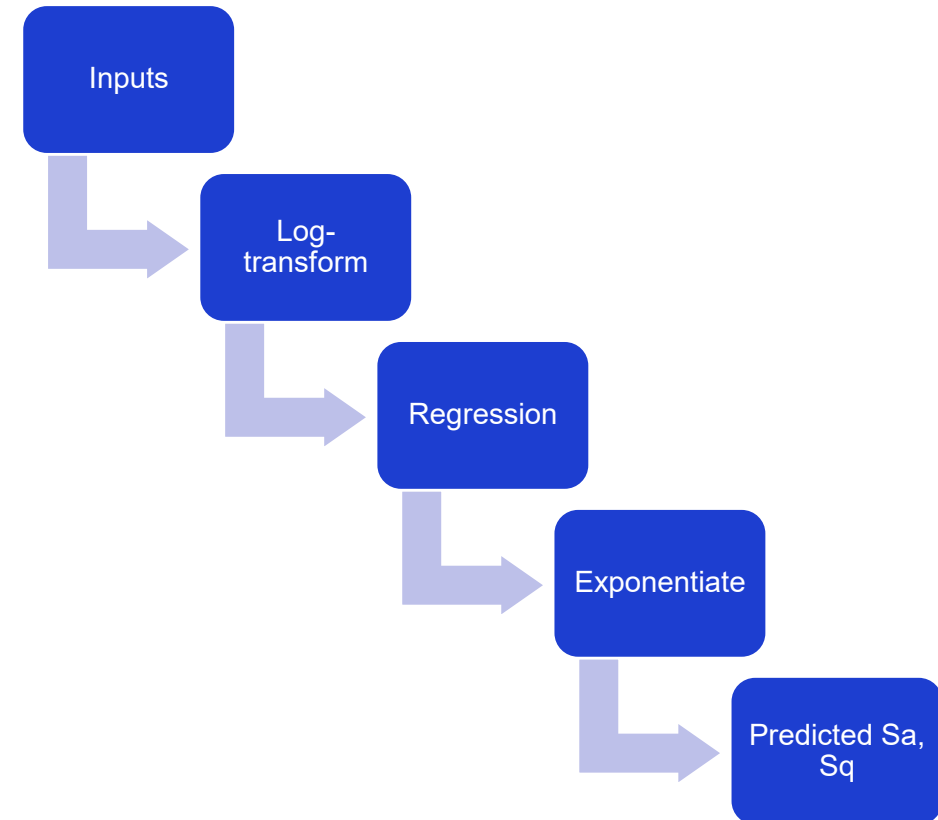 Inputs
Log-
transform
Regression
Exponentiate
Predicted Sa,
Sq